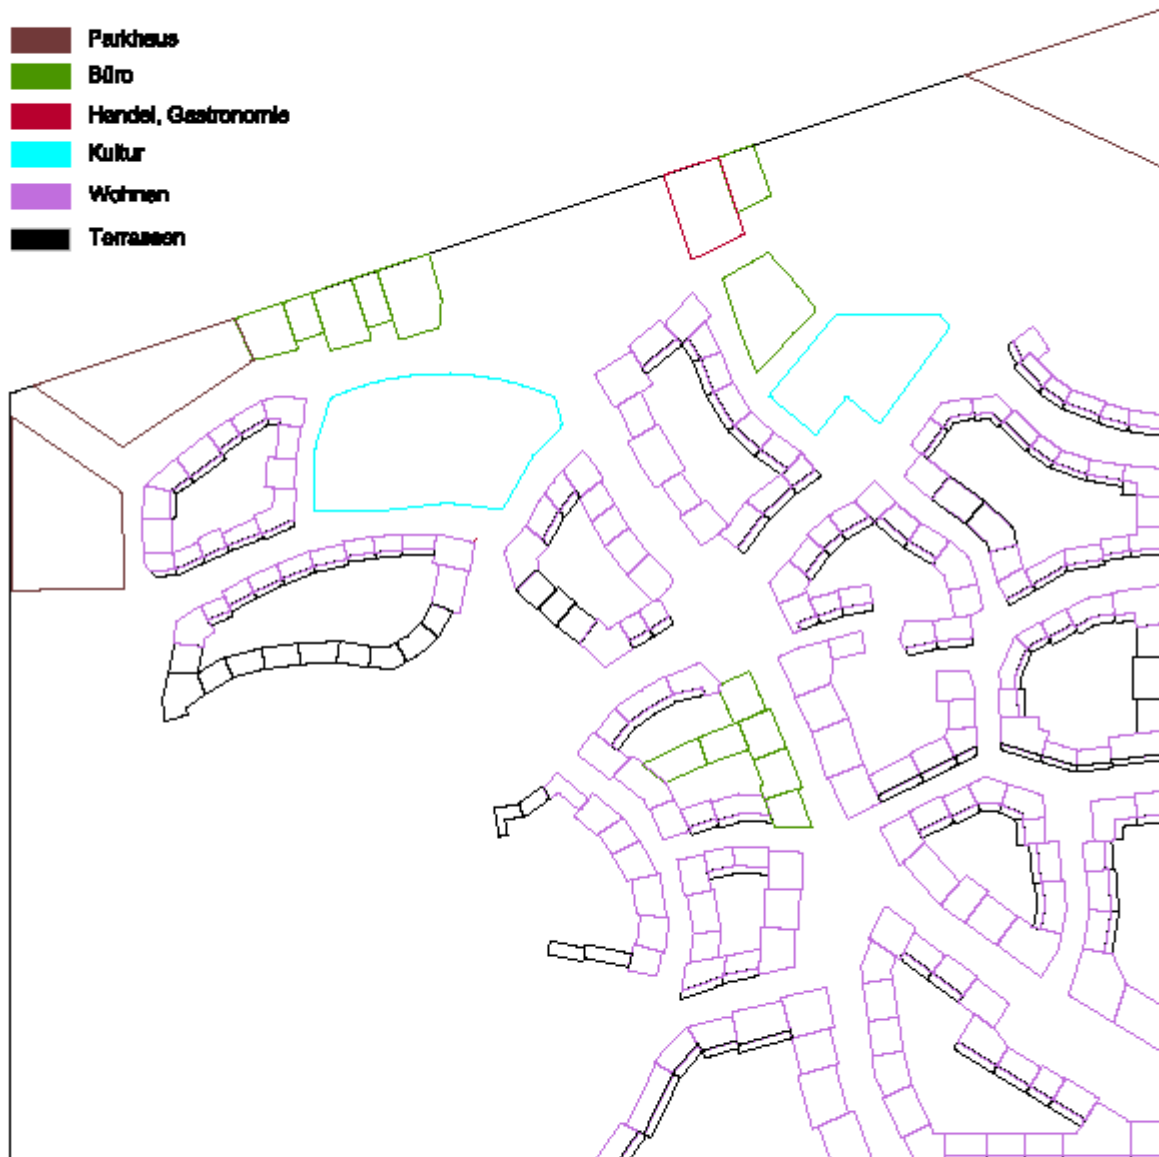 Parkhaus
Büro
Handel, Gastronomie
Kultur
Wohnen
Terrassen